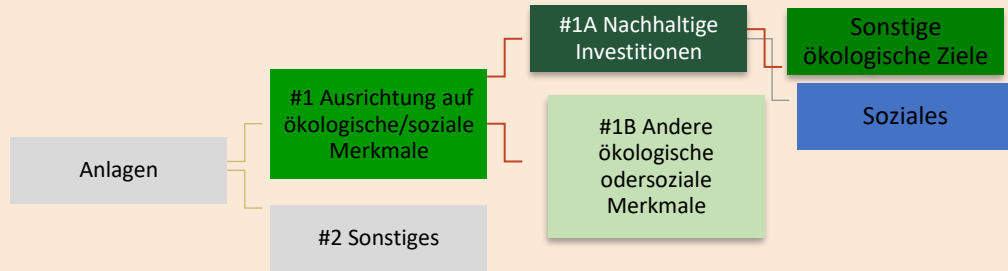 Anlagen
#1 Ausrichtung auf
ökologische/soziale
Merkmale
#2 Sonstiges
#1A Nachhaltige
Investitionen
#1B Andere
ökologische
odersoziale
Merkmale
Sonstige
ökologische Ziele
Soziales